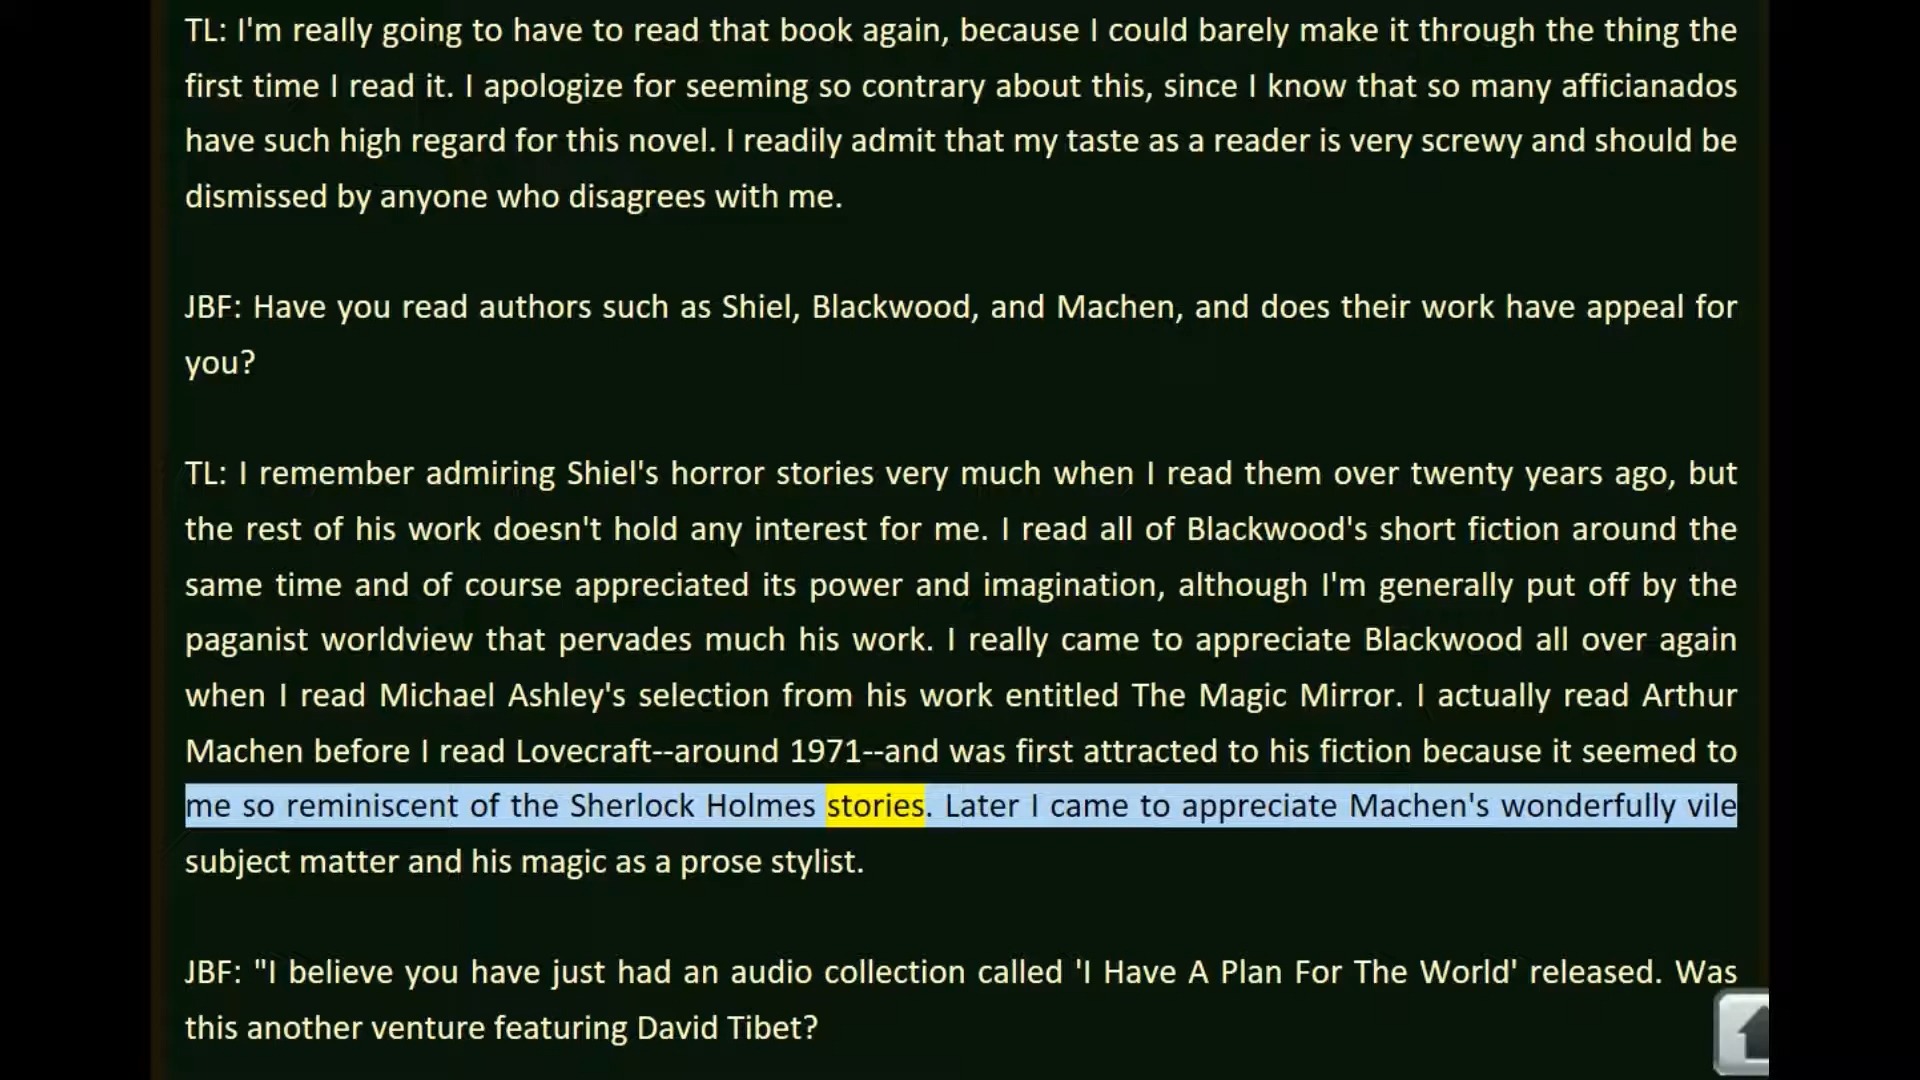 TL: I'm really going to have to read that book again, because I could barely make it through the thing the
first time I read it. I apologize for seeming so contrary about this, since I know that so many afficianados
have such high regard for this novel. I readily admit that my taste as a reader is very screwy and should be
dismissed by anyone who disagrees with me.
JBF: Have you read authors such as Shiel, Blackwood, and Machen, and does their work have appeal for
you?
TL: I remember admiring Shiel's horror stories very much when I read them over twenty years ago, but
the rest of his work doesn't hold any interest for me. I read all of Blackwood's short fiction around the
same time and of course appreciated its power and imagination, although I'm generally put off by the
paganist worldview that pervades much his work. I really came to appreciate Blackwood all over again
when I read Michael Ashley's selection from his work entitled The Magic Mirror. I actually read Arthur
Machen before I read Lovecraft--around 1971--and was first attracted to his fiction because it seemed to
me so reminiscent of the Sherlock Holmes stories. Later I came to appreciate Machen's wonderfully vile
subject matter and his magic as a prose stylist.
JBF: "I believe you have just had an audio collection called 'I Have A Plan For The World' released. Was
this another venture featuring David Tibet?